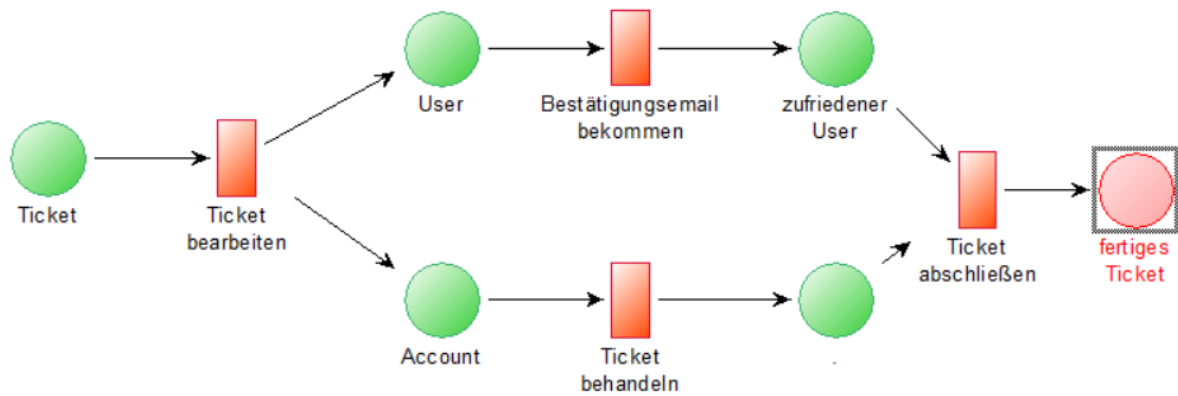 User
Bestätigungsemail
bekommen
zufriedener
User
Ticket
Ticket
bearbeiten
Ticket
abschließen
fertiges
Ticket
Account
Ticket
behandeln
.